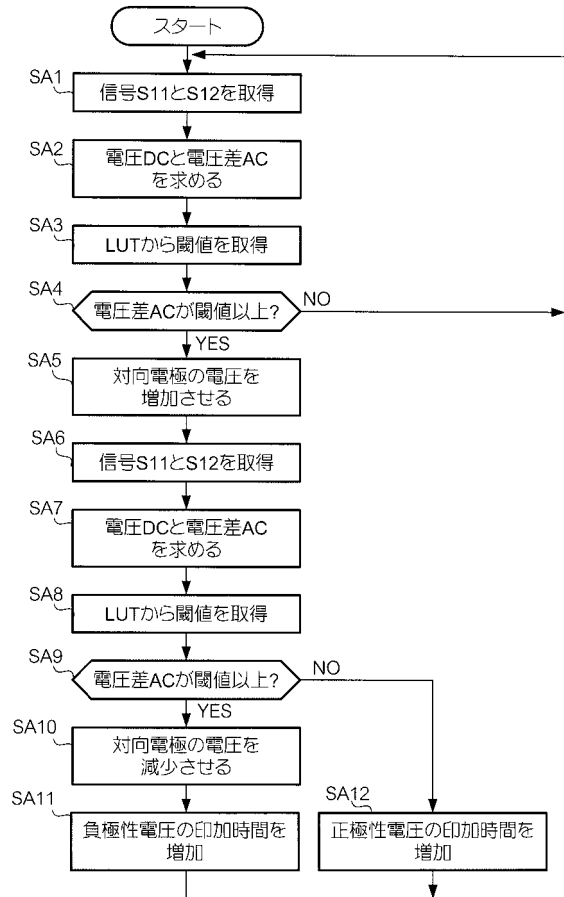 スタート
SA1
信号S11とS12を取得
SA2
電圧DCと電圧差AC
を求める
SA3
LUTから閾値を取得
SA4
電圧差ACが閾値以上?
NO
YES
SA5
対向電極の電圧を
増加させる
SA6
信号S11とS12を取得
SA7
電圧DCと電圧差AC
を求める
SA8
LUTから閾値を取得
SA9
電圧差ACが閾値以上?
NO
YES
SA10
対向電極の電圧を
減少させる
SA11
負極性電圧の印加時間を
増加
SA12
正極性電圧の印加時間を
増加